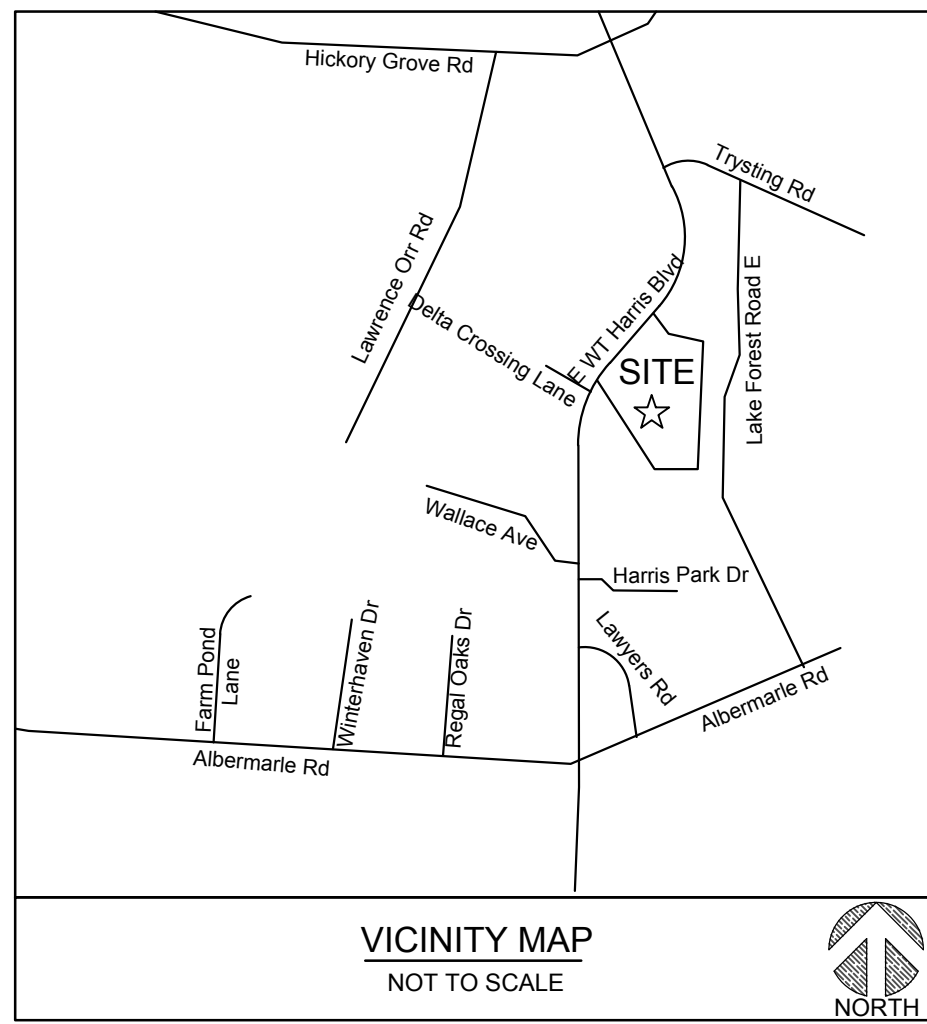 Hickory Grove Rd
Trysting Rd
Lawrence Orr Rd
E WT Harris Blvd
Lake Forest Road E
Delta Crossing Lane
SITE
Wallace Ave
Harris Park Dr
Farm Pond
Lane
Winterhaven Dr
Regal Oaks Dr
Lawyers Rd
Albermarle Rd
Albermarle Rd
VICINITY MAP
NOT TO SCALE
NORTH